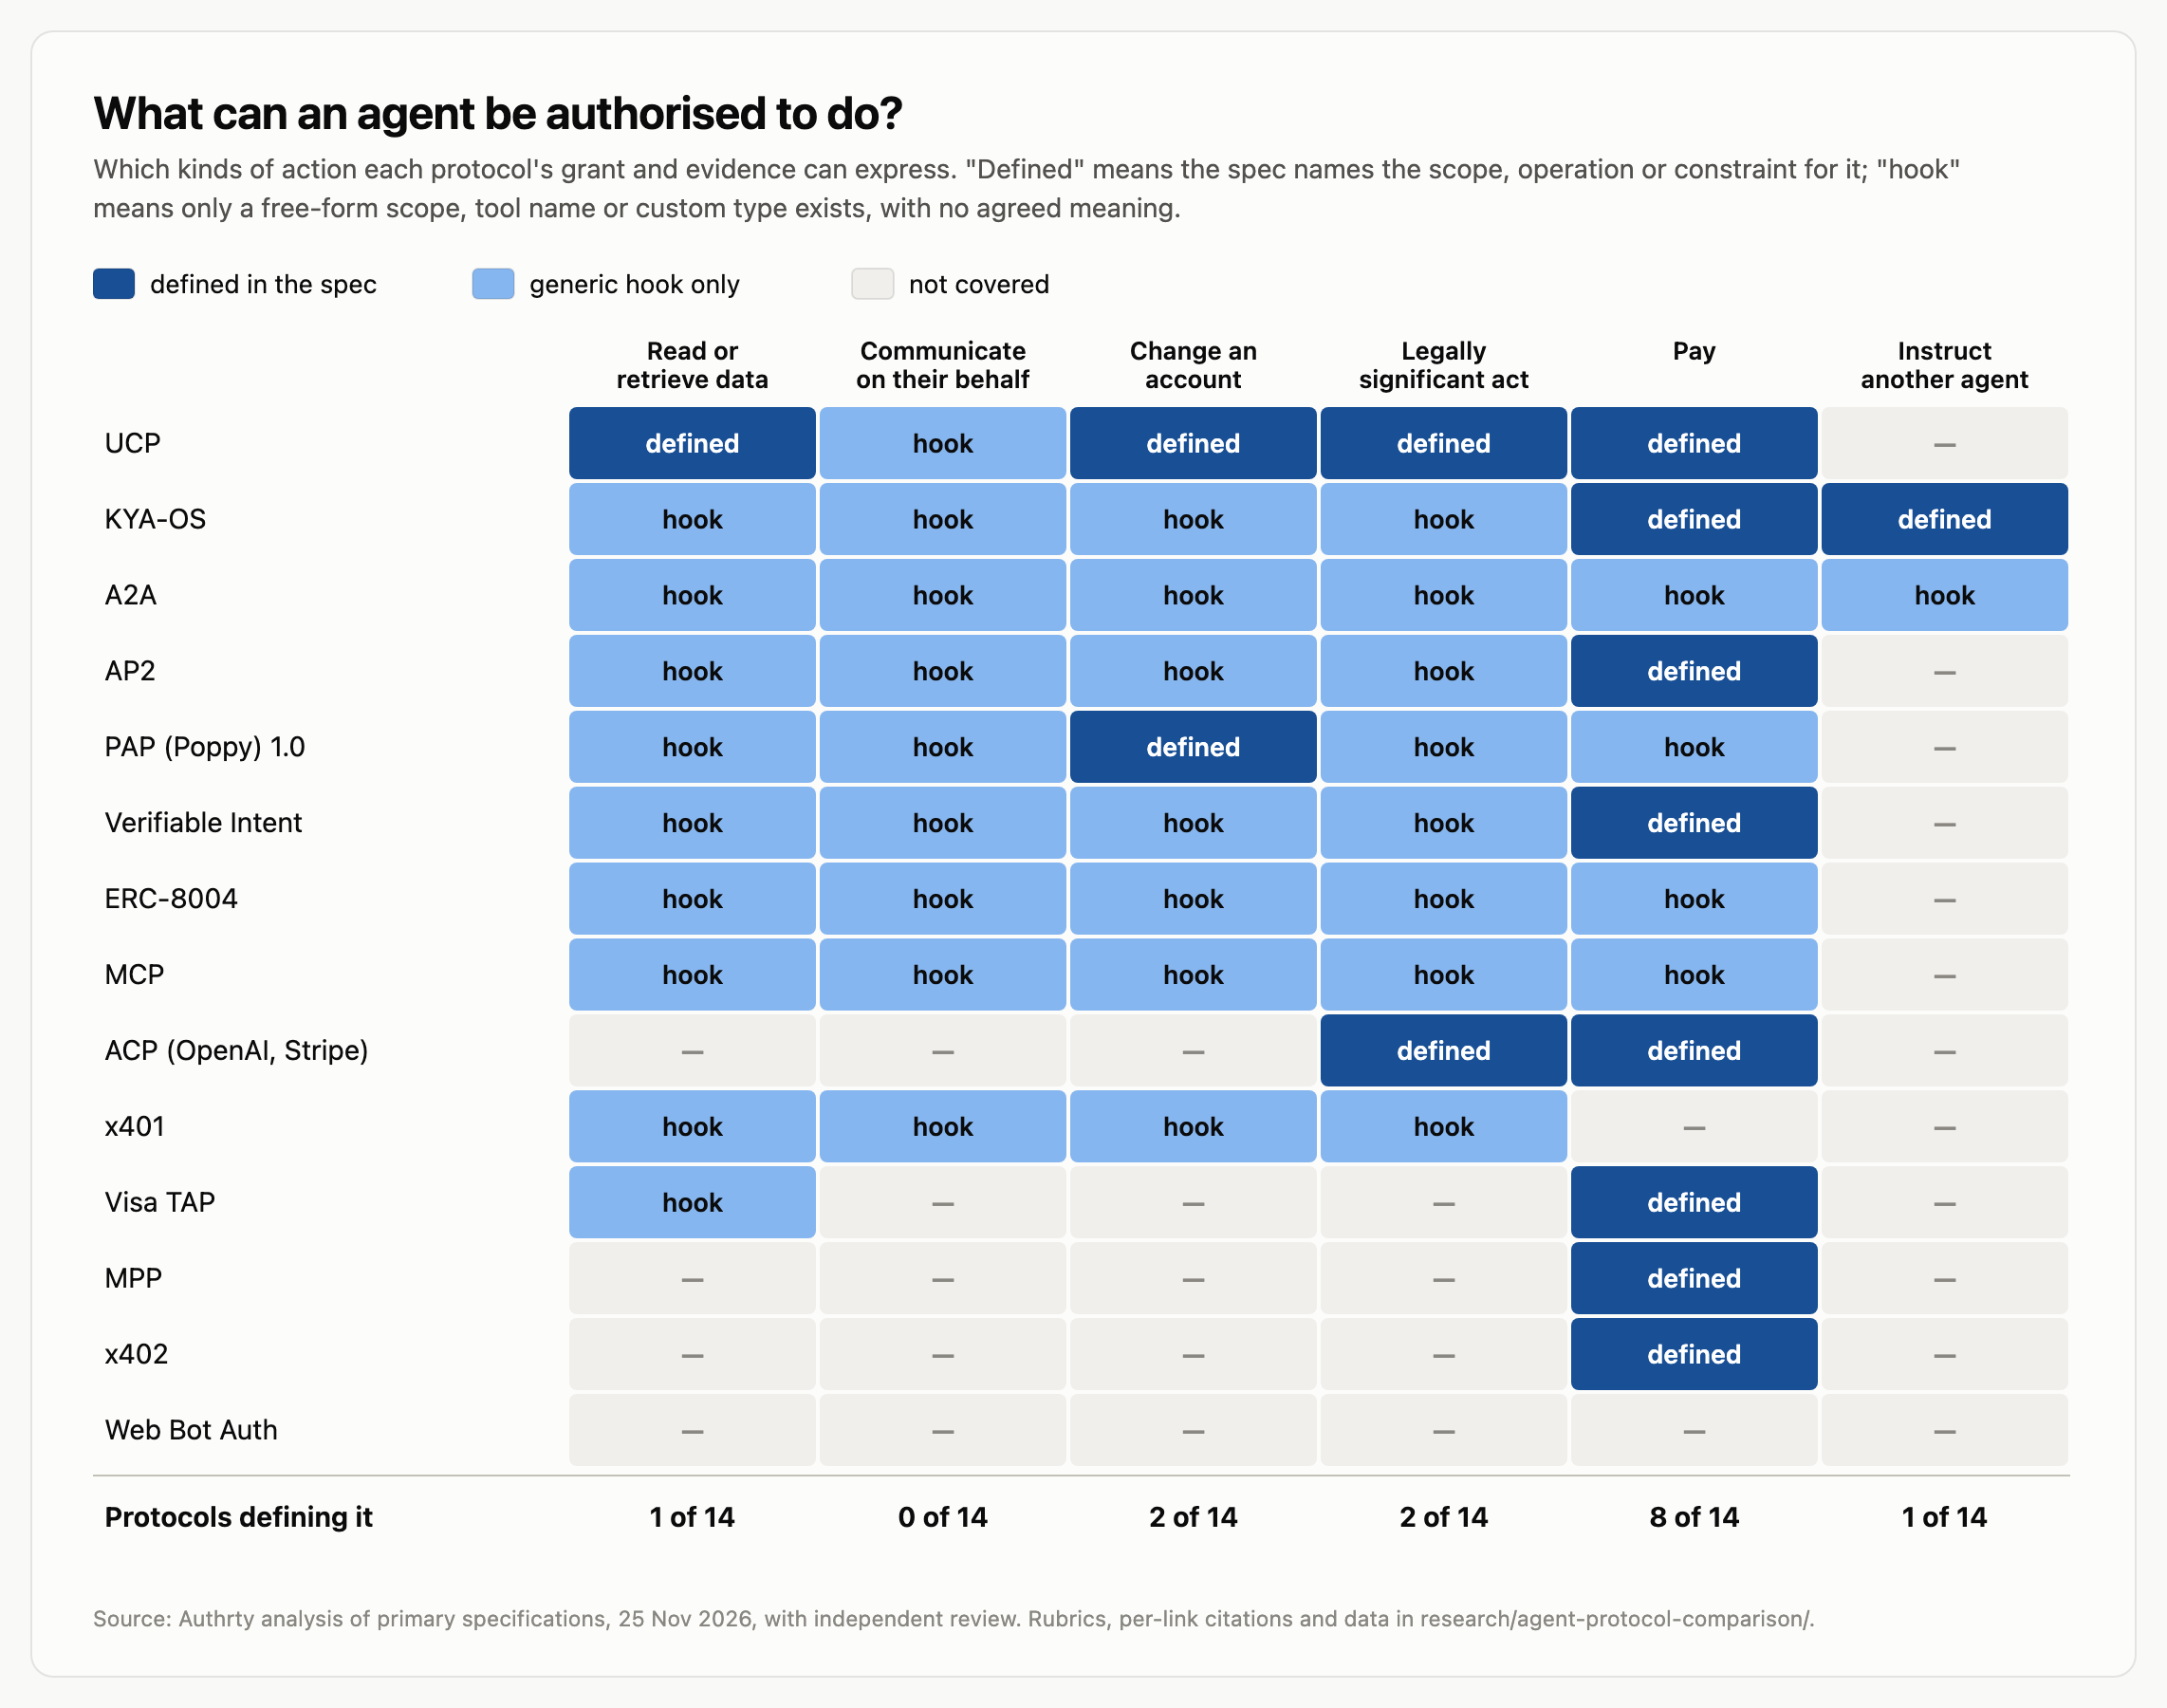 What can an agent be authorised to do?
Which kinds of action each protocol's grant and evidence can express. "Defined" means the spec names the scope, operation or constraint for it; "hook"
means only a free-form scope, tool name or custom type exists, with no agreed meaning.
defined in the spec generic hook only not covered
Read or retrieve data Communicate on their behalf Change an account Legally significant act Pay Instruct another agent
UCP defined hook defined defined defined —
KYA-OS hook hook hook hook defined defined
A2A hook hook hook hook hook hook
AP2 hook hook hook hook defined —
PAP (Poppy) 1.0 hook hook defined hook hook —
Verifiable Intent hook hook hook hook defined —
ERC-8004 hook hook hook hook hook —
MCP hook hook hook hook hook —
ACP (OpenAI, Stripe) — — — defined defined —
x401 hook hook hook hook — —
Visa TAP hook — — — defined —
MPP — — — — defined —
x402 — — — — defined —
Web Bot Auth — — — — — —
Protocols defining it 1 of 14 0 of 14 2 of 14 2 of 14 8 of 14 1 of 14
Source: Authrty analysis of primary specifications, 25 Nov 2026, with independent review. Rubrics, per-link citations and data in research/agent-protocol-comparison/.